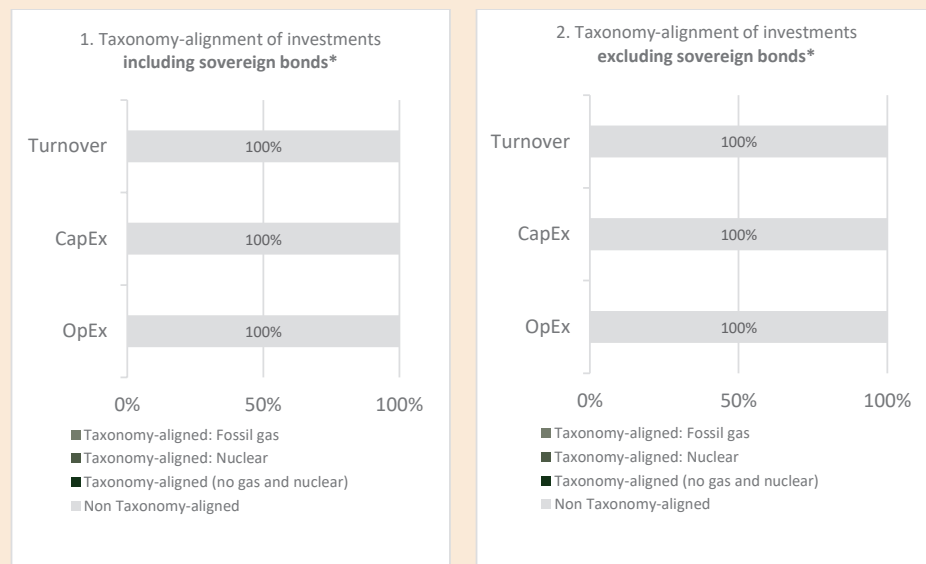 1. Taxonomy-alignment of investments
including sovereign bonds*
Turnover
100%
CapEx
100%
OpEx
100%
0%
50%
100%
Taxonomy-aligned: Fossil gas
Taxonomy-aligned: Nuclear
Taxonomy-aligned (no gas and nuclear)
Non Taxonomy-aligned
2. Taxonomy-alignment of investments
excluding sovereign bonds*
Turnover
100%
CapEx
100%
OpEx
100%
0%
50%
100%
Taxonomy-aligned: Fossil gas
Taxonomy-aligned: Nuclear
Taxonomy-aligned (no gas and nuclear)
Non Taxonomy-aligned